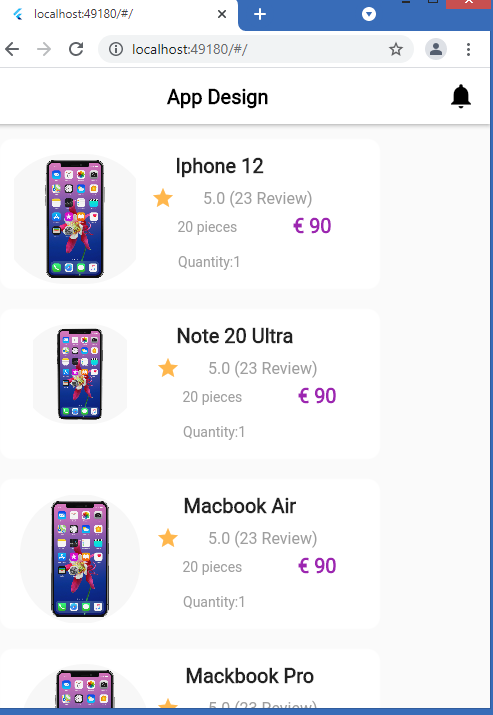 localhost:49180/#/
localhost:49180/#/
App Design
Iphone 12
5.0 (23 Review)
20 pieces
€ 90
Quantity:1
Note 20 Ultra
5.0 (23 Review)
20 pieces
€ 90
Quantity:1
Macbook Air
5.0 (23 Review)
20 pieces
€ 90
Quantity:1
Mackbook Pro
5.0 (23 Review)